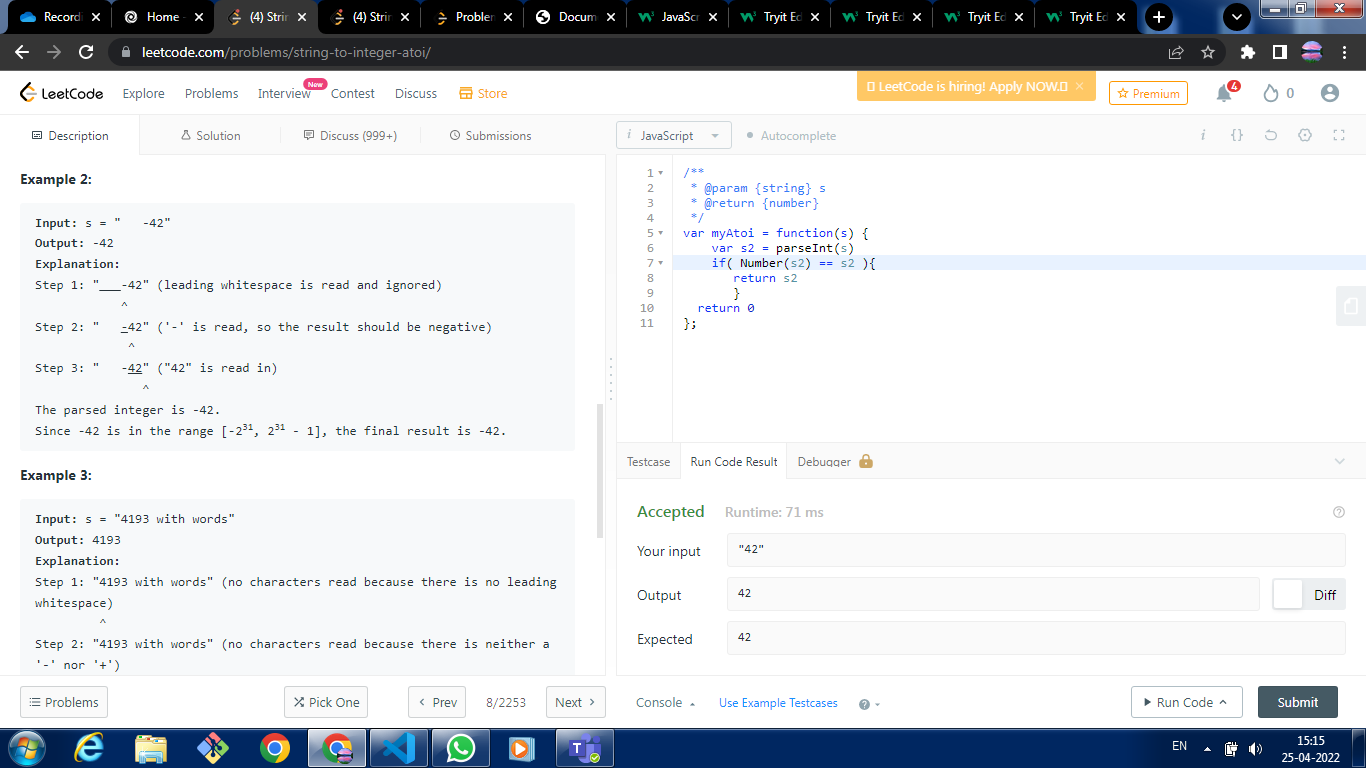 Record
Home -
(4) Strin
(4) Strin
Problem
Docum
JavaScr
Tryit Ed
Tryit Ed
Tryit Ed
Tryit Ed
leetcode.com/problems/string-to-integer-atoi/
LeetCode
Explore
Problems
Interview
New
Contest
Discuss
Store
LeetCode is hiring! Apply NOW.
×
Premium
4
0
Description
Solution
Discuss (999+)
Submissions
i JavaScript
Autocomplete
i {}
Example 2:
Input: s = "   -42"
Output: -42
Explanation:
Step 1: "___-42" (leading whitespace is read and ignored)
^
Step 2: "   -42" ('-' is read, so the result should be negative)
^
Step 3: "   -42" ("42" is read in)
^
The parsed integer is -42.
Since -42 is in the range [-2³¹, 2³¹ - 1], the final result is -42.
Example 3:
Input: s = "4193 with words"
Output: 4193
Explanation:
Step 1: "4193 with words" (no characters read because there is no leading
whitespace)
^
Step 2: "4193 with words" (no characters read because there is neither a
'-' nor '+')
1 /**
2  * @param {string} s
3  * @return {number}
4  */
5 var myAtoi = function(s) {
6     var s2 = parseInt(s)
7     if( Number(s2) == s2 ){
8        return s2
9        }
10   return 0
11 };
Testcase
Run Code Result
Debugger
Accepted
Runtime: 71 ms
Your input
"42"
Output
42
Diff
Expected
42
Problems
Pick One
Prev
8/2253
Next
Console
Use Example Testcases
?
Run Code
Submit
EN
15:15
25-04-2022